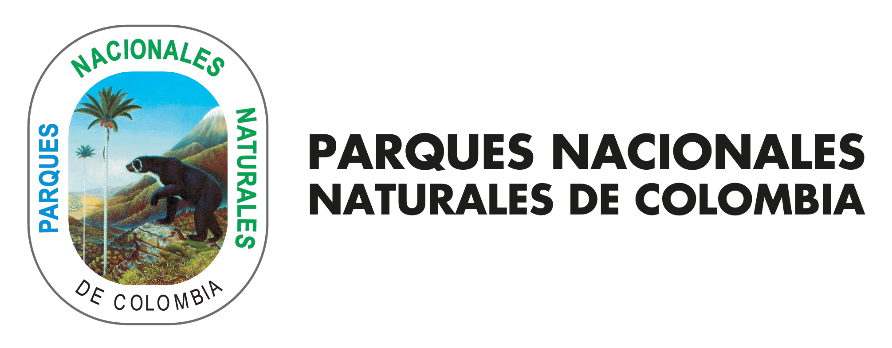 PARQUES
NACIONALES
NATURALES
DE COLOMBIA
PARQUES NACIONALES
NATURALES DE COLOMBIA